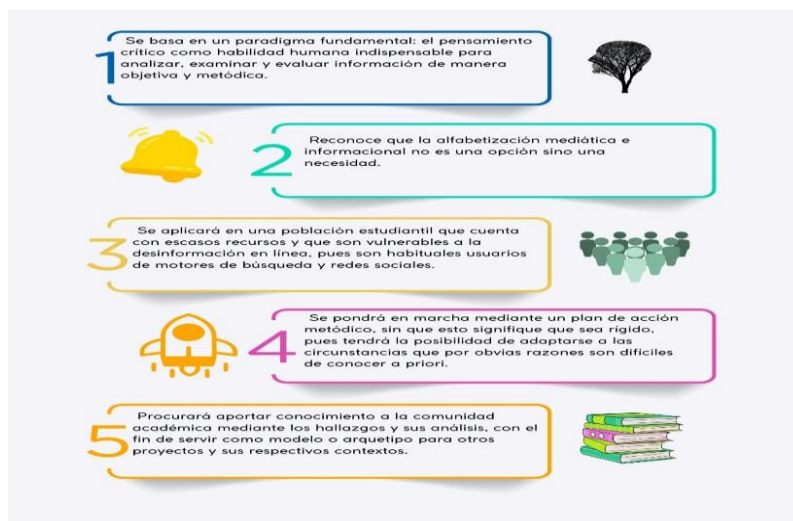 1
Se basa en un paradigma fundamental: el pensamiento
crítico como habilidad humana indispensable para
analizar, examinar y evaluar información de manera
objetiva y metódica.
2
Reconoce que la alfabetización mediática e
informacional no es una opción sino una
necesidad.
3
Se aplicará en una población estudiantil que cuenta
con escasos recursos y que son vulnerables a la
desinformación en línea, pues son habituales usuarios
de motores de búsqueda y redes sociales.
4
Se pondrá en marcha mediante un plan de acción
metódico, sin que esto signifique que sea rígido,
pues tendrá la posibilidad de adaptarse a las
circunstancias que por obvias razones son difíciles
de conocer a priori.
5
Procurará aportar conocimiento a la comunidad
académica mediante los hallazgos y sus análisis, con el
fin de servir como modelo o arquetipo para otros
proyectos y sus respectivos contextos.